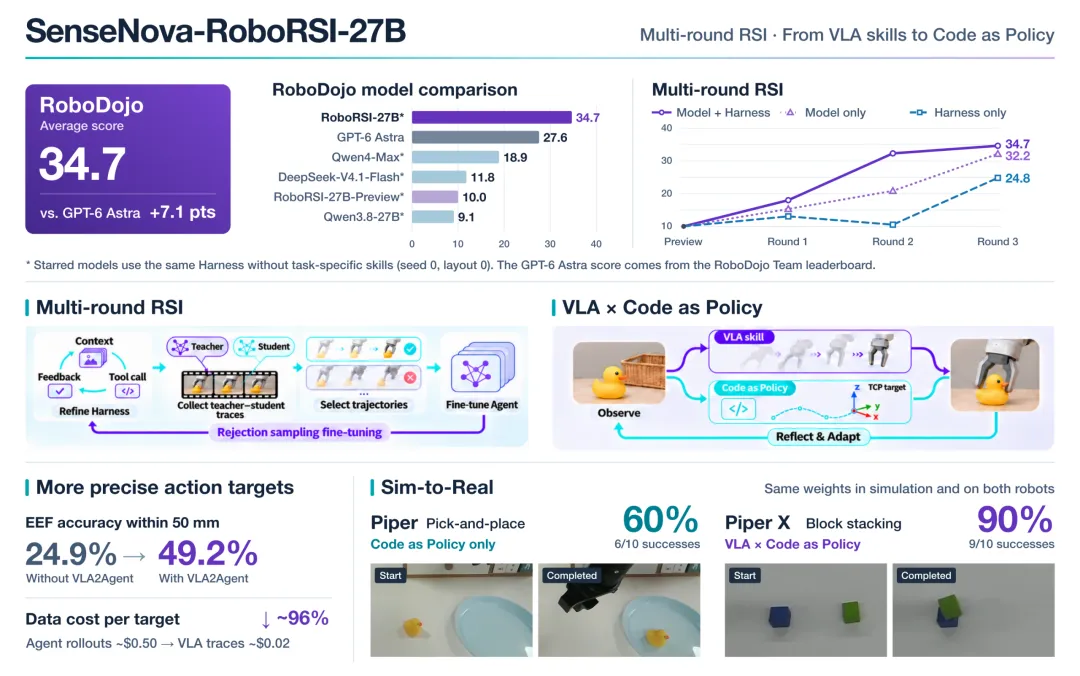 SenseNova-RoboRSI-27B
Multi-round RSI · From VLA skills to Code as Policy
RoboDojo
Average score
34.7
vs. GPT-6 Astra +7.1 pts
RoboDojo model comparison
RoboRSI-27B* 34.7
GPT-6 Astra 27.6
Qwen4-Max* 18.9
DeepSeek-V4.1-Flash* 11.8
RoboRSI-27B-Preview* 10.0
Qwen3.8-27B* 9.1
0 10 20 30 40
Multi-round RSI
Model + Harness Model only Harness only
40
30
20
10
34.7
32.2
24.8
Preview Round 1 Round 2 Round 3
* Starred models use the same Harness without task-specific skills (seed 0, layout 0). The GPT-6 Astra score comes from the RoboDojo Team leaderboard.
Multi-round RSI
Context
Feedback
Tool call
</>
Refine Harness
Teacher
Student
Collect teacher–student
traces
...
Select trajectories
Fine-tune Agent
Rejection sampling fine-tuning
VLA × Code as Policy
Observe
VLA skill
Code as Policy
</>
TCP target
z
y
x
Reflect & Adapt
More precise action targets
EEF accuracy within 50 mm
24.9% → 49.2%
Without VLA2Agent With VLA2Agent
Data cost per target ↓ ~96%
Agent rollouts ~$0.50 → VLA traces ~$0.02
Sim-to-Real
Same weights in simulation and on both robots
Piper Pick-and-place
60%
Code as Policy only
6/10 successes
Start
Completed
Piper X Block stacking
90%
VLA × Code as Policy
9/10 successes
Start
Completed